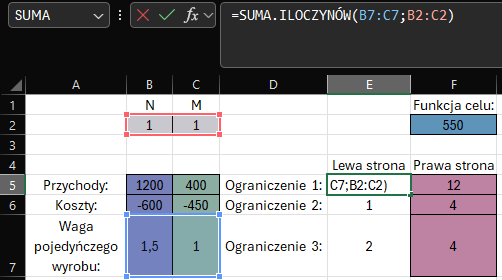 SUMA
fx
=SUMA.ILOCZYNÓW(B7:C7;B2:C2)
A B C D E F
1 N M Funkcja celu:
2 1 1 550
3
4 Lewa strona Prawa strona
5 Przychody: 1200 400 Ograniczenie 1: C7;B2:C2) 12
6 Koszty: -600 -450 Ograniczenie 2: 1 4
7 Waga pojedyńczego wyrobu: 1,5 1 Ograniczenie 3: 2 4